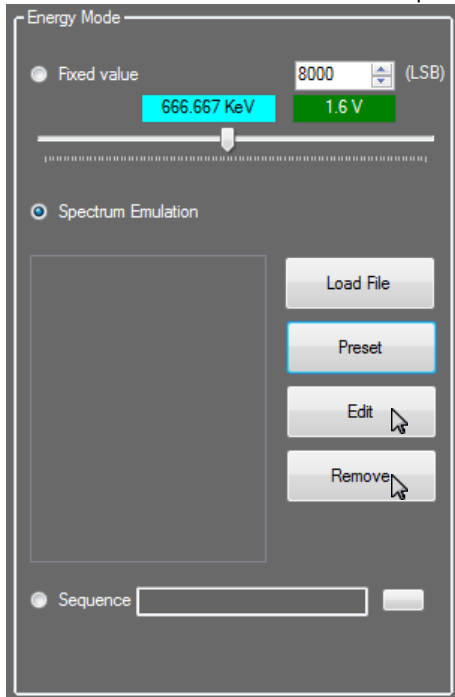 Energy Mode
Fixed value 8000 (LSB)
666.667 KeV 1.6 V
Spectrum Emulation
Load File
Preset
Edit
Remove
Sequence